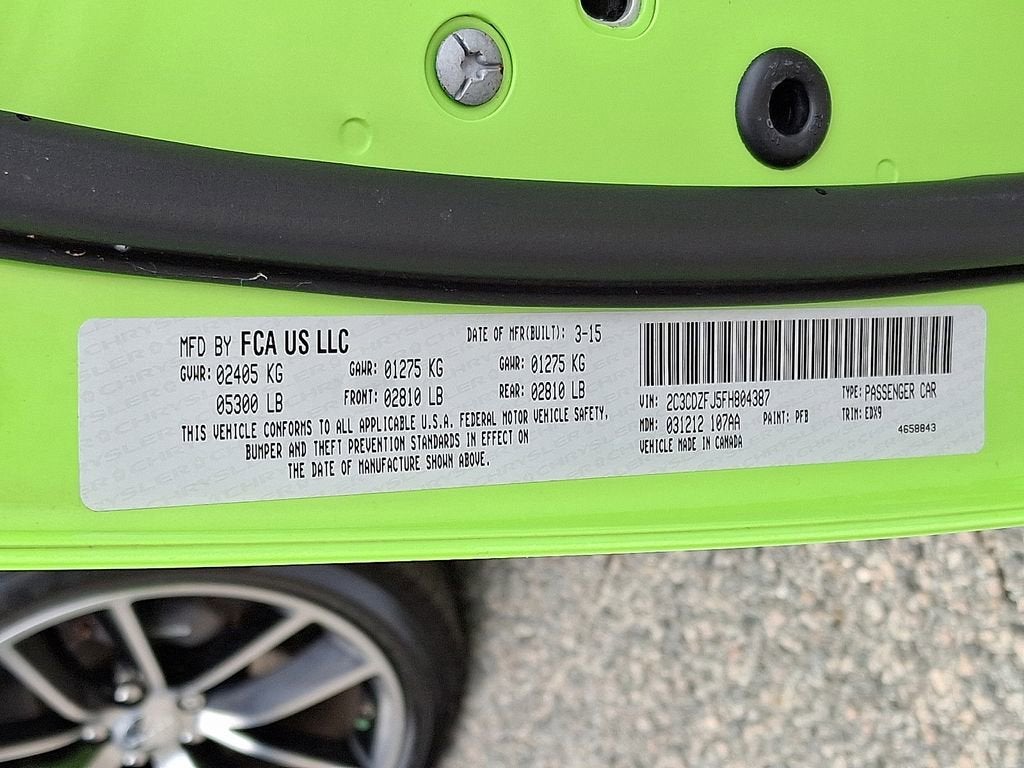 MFD BY FCA US LLC
DATE OF MFR(BUILT): 3-15
GVWR: 02405 KG
GAWR: 01275 KG
GAWR: 01275 KG
05300 LB
FRONT: 02810 LB
REAR: 02810 LB
THIS VEHICLE CONFORMS TO ALL APPLICABLE U.S.A. FEDERAL MOTOR VEHICLE SAFETY,
BUMPER AND THEFT PREVENTION STANDARDS IN EFFECT ON
THE DATE OF MANUFACTURE SHOWN ABOVE.
VIN: 2C3CDZFJ5FH804387
TYPE: PASSENGER CAR
MDH: 031212 107AA
PAINT: PFB
TRIM: EDX9
VEHICLE MADE IN CANADA
4658843